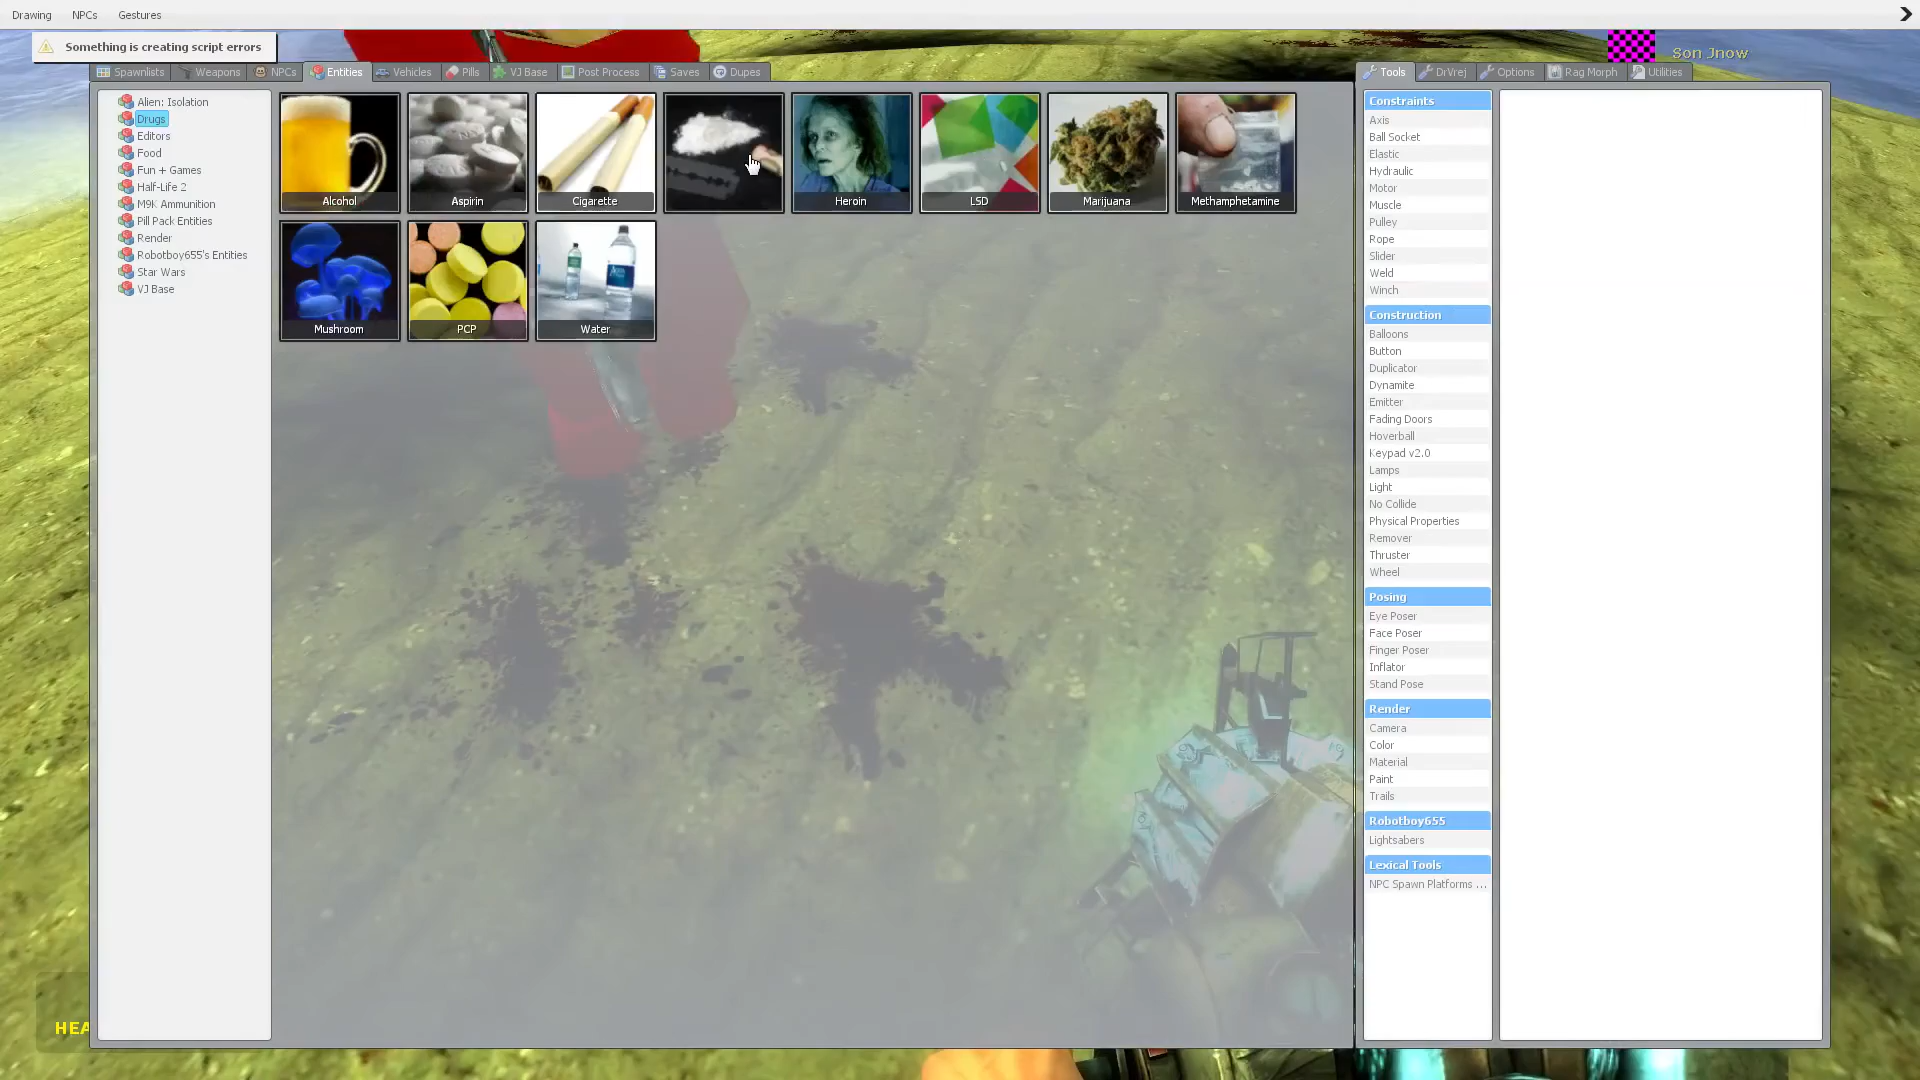 Drawing NPCs Gestures
Something is creating script errors
Son Jnow
Spawnlists Weapons NPCs Entities Vehicles Pills VJ Base Post Process Saves Dupes
Tools DrVrej Options Rag Morph Utilities
Alien: Isolation
Drugs
Editors
Food
Fun + Games
Half-Life 2
M9K Ammunition
Pill Pack Entities
Render
Robotboy655's Entities
Star Wars
VJ Base
Alcohol
Aspirin
Cigarette
Heroin
LSD
Marijuana
Methamphetamine
Mushroom
PCP
Water
Constraints
Axis
Ball Socket
Elastic
Hydraulic
Motor
Muscle
Pulley
Rope
Slider
Weld
Winch
Construction
Balloons
Button
Duplicator
Dynamite
Emitter
Fading Doors
Hoverball
Keypad v2.0
Lamps
Light
No Collide
Physical Properties
Remover
Thruster
Wheel
Posing
Eye Poser
Face Poser
Finger Poser
Inflator
Stand Pose
Render
Camera
Color
Material
Paint
Trails
Robotboy655
Lightsabers
Lexical Tools
NPC Spawn Platforms ...
HEA